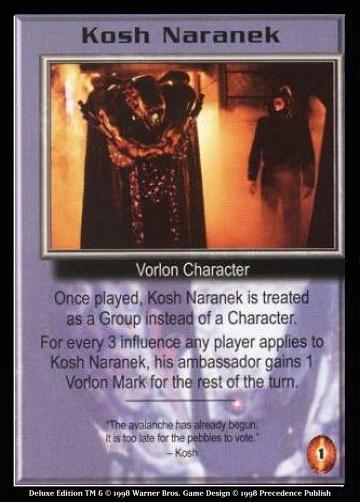 Kosh Naranek
Vorlon Character
Once played, Kosh Naranek is treated
as a Group instead of a Character.
For every 3 influence any player applies to
Kosh Naranek, his ambassador gains 1
Vorlon Mark for the rest of the turn.
"The avalanche has already begun.
It is too late for the pebbles to vote."
– Kosh
1
Deluxe Edition TM & © 1998 Warner Bros. Game Design © 1998 Precedence Publish